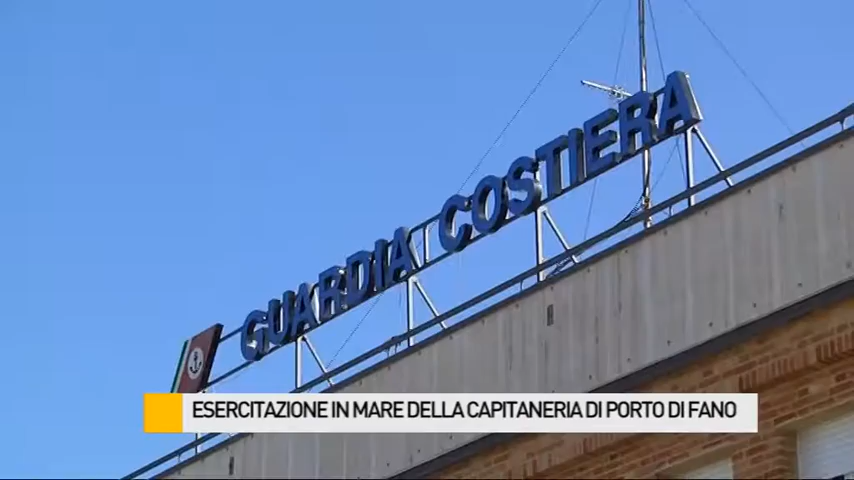 GUARDIA COSTIERA
ESERCITAZIONE IN MARE DELLA CAPITANERIA DI PORTO DI FANO